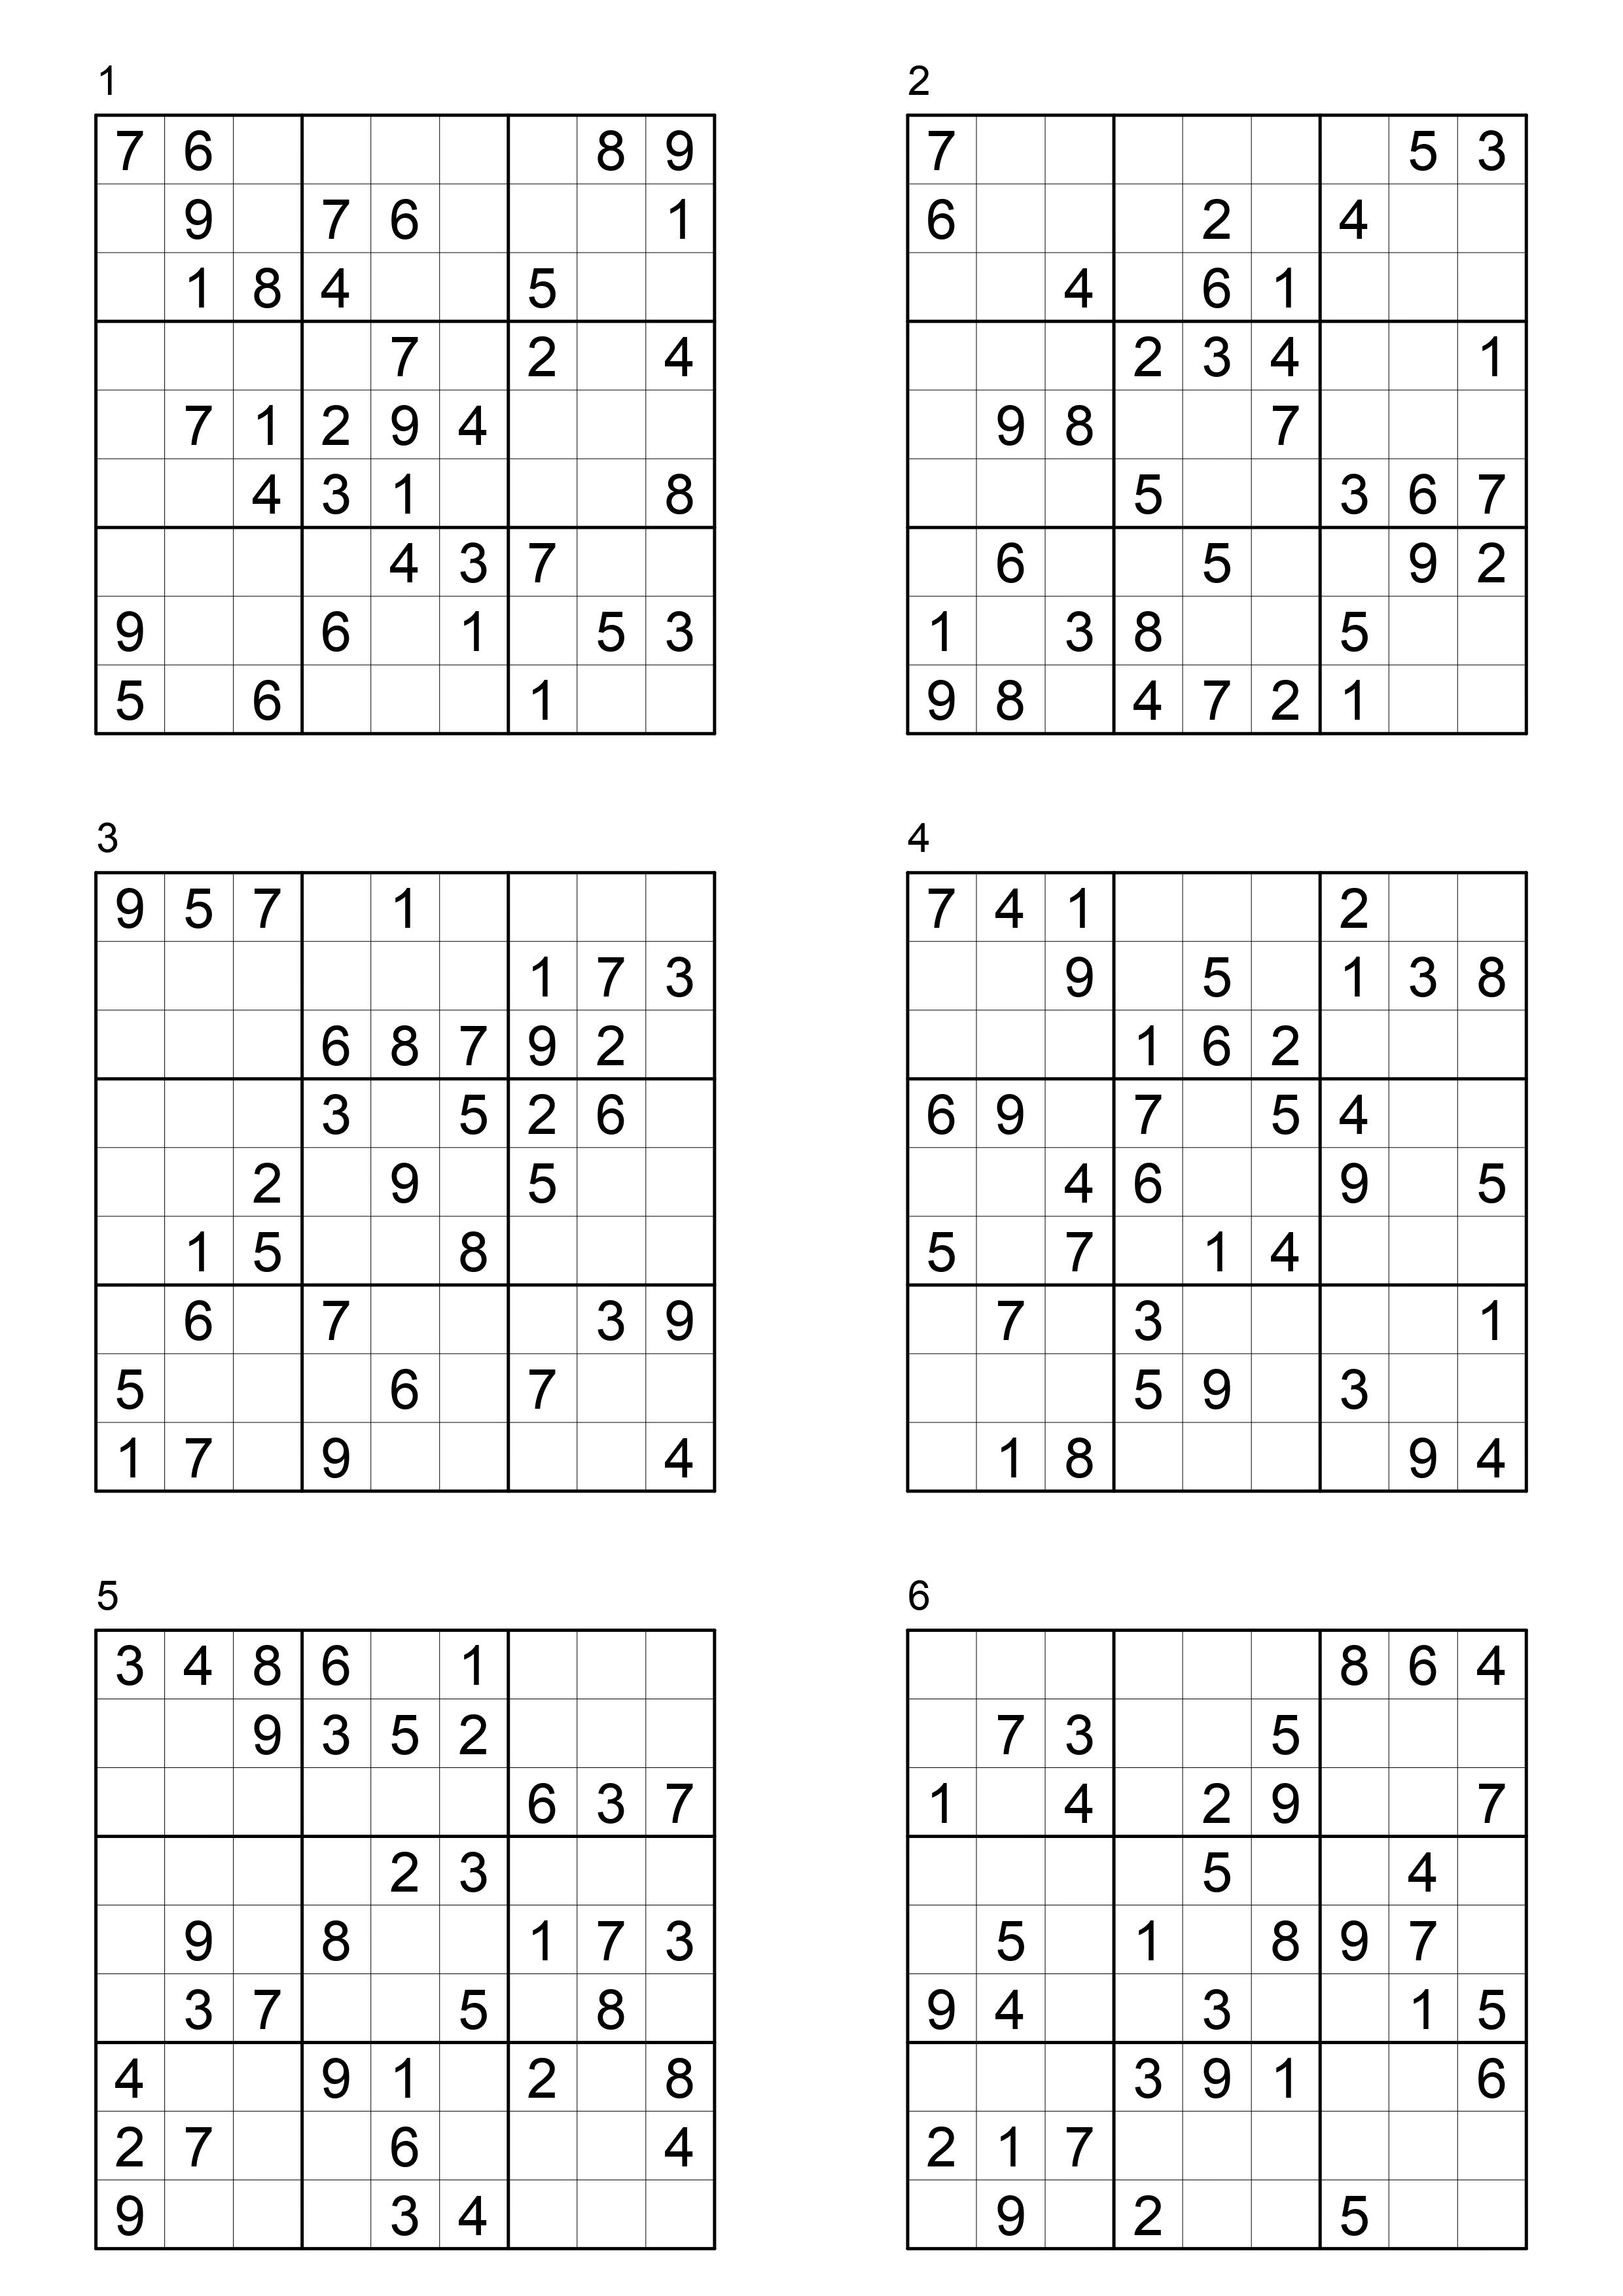 1
7 6 8 9
9 7 6 1
1 8 4 5
7 2 4
7 1 2 9 4
4 3 1 8
4 3 7
9 6 1 5 3
5 6 1
2
7 5 3
6 2 4
4 6 1
2 3 4 1
9 8 7
5 3 6 7
6 5 9 2
1 3 8 5
9 8 4 7 2 1
3
9 5 7 1
1 7 3
6 8 7 9 2
3 5 2 6
2 9 5
1 5 8
6 7 3 9
5 6 7
1 7 9 4
4
7 4 1 2
9 5 1 3 8
1 6 2
6 9 7 5 4
4 6 9 5
5 7 1 4
7 3 1
5 9 3
1 8 9 4
5
3 4 8 6 1
9 3 5 2
6 3 7
2 3
9 8 1 7 3
3 7 5 8
4 9 1 2 8
2 7 6 4
9 3 4
6
8 6 4
7 3 5
1 4 2 9 7
5 4
5 1 8 9 7
9 4 3 1 5
3 9 1 6
2 1 7
9 2 5